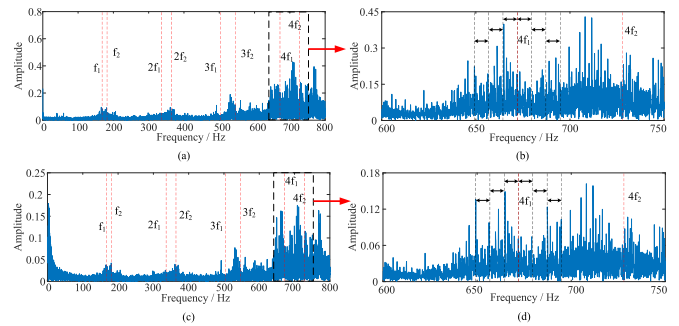 0.8
0.6
0.4
0.2
0
Amplitude
f₁
f₂
2f₁
2f₂
3f₁
3f₂
4f₁
4f₂
0 100 200 300 400 500 600 700 800
Frequency / Hz
(a)
0.45
0.3
0.15
0
Amplitude
4f₁
4f₂
600 650 700 750
Frequency / Hz
(b)
0.25
0.2
0.15
0.1
0.05
0
Amplitude
f₁
f₂
2f₁
2f₂
3f₁
3f₂
4f₁
4f₂
0 100 200 300 400 500 600 700 800
Frequency / Hz
(c)
0.18
0.12
0.06
0
Amplitude
4f₁
4f₂
600 650 700 750
Frequency / Hz
(d)